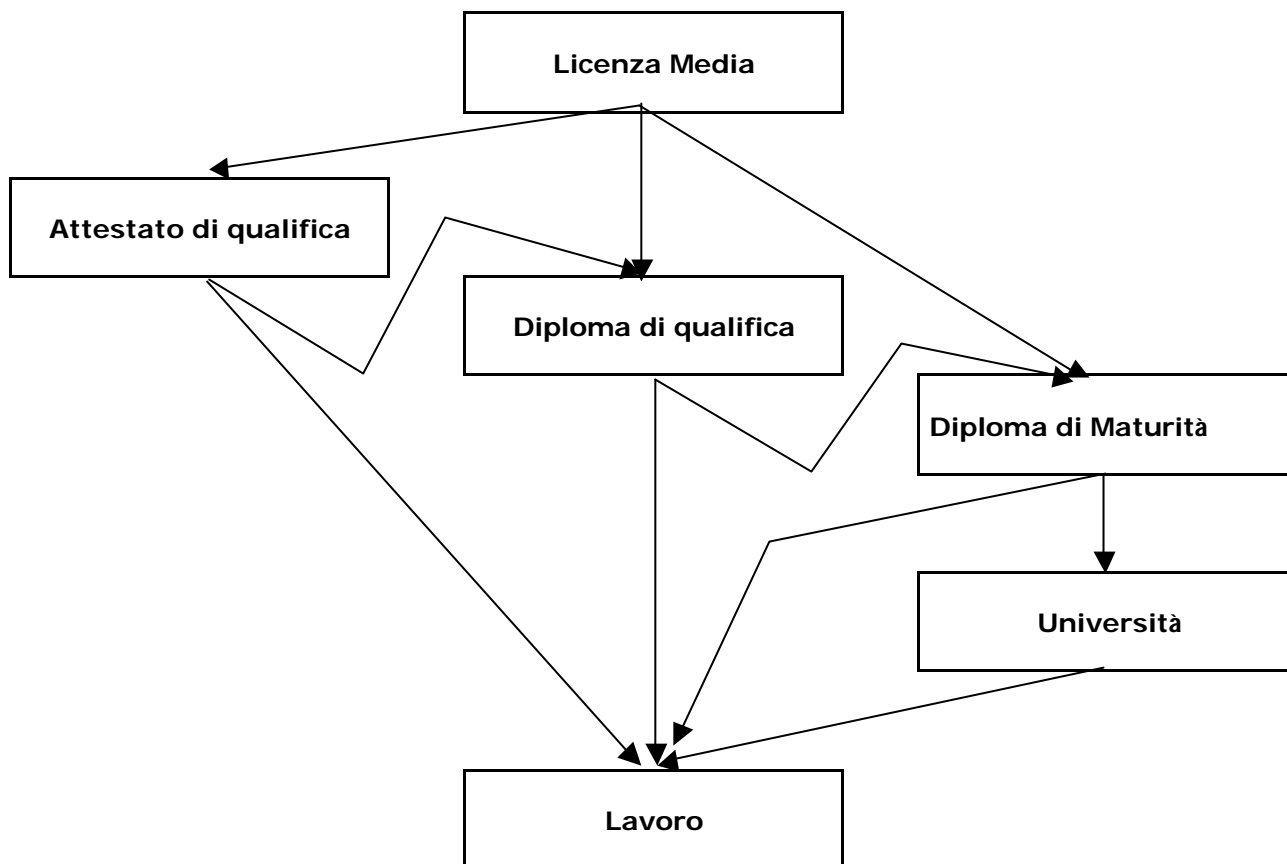 Licenza Media
Attestato di qualifica
Diploma di qualifica
Diploma di Maturità
Università
Lavoro